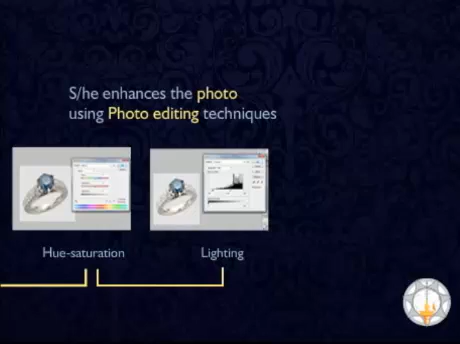 S/he enhances the photo
using Photo editing techniques
Hue-saturation
Lighting